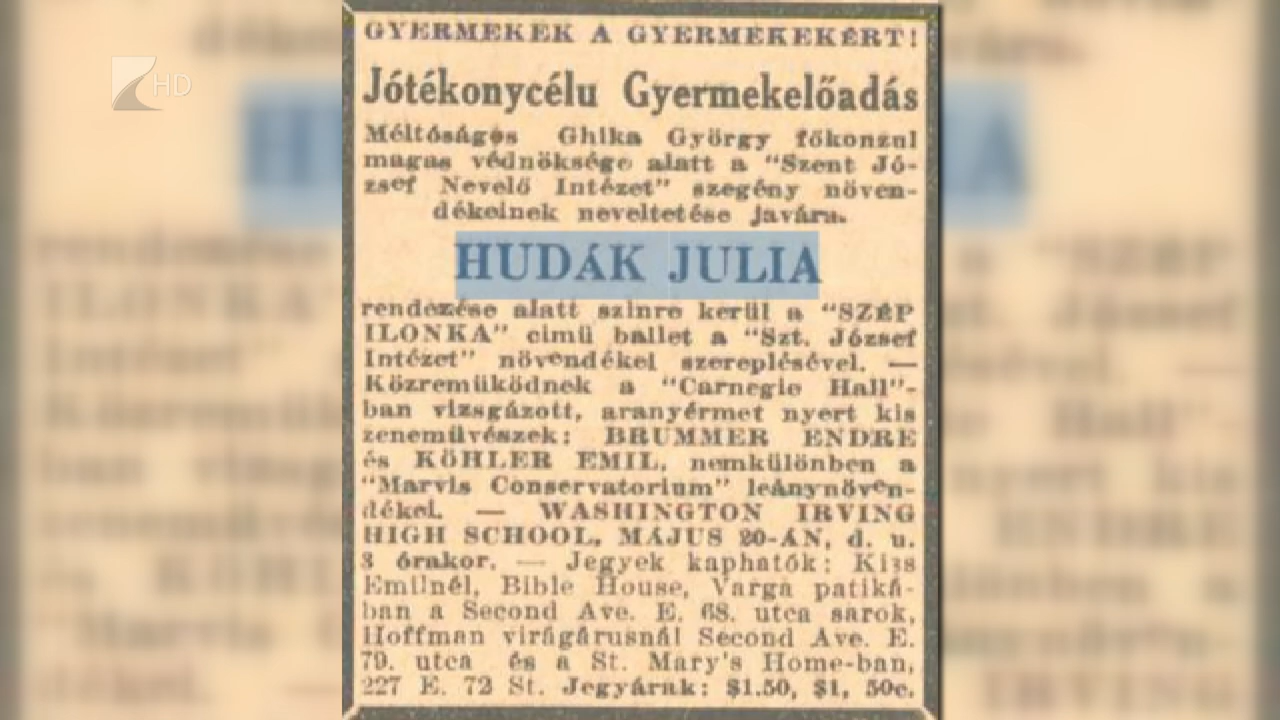 HD
GYERMEKEK A GYERMEKEKÉRT!
Jótékonycélu Gyermekelőadás
Méltóságos Ghika György főkonzul
magas védnöksége alatt a "Szent Jó-
zsef Nevelő Intézet" szegény növen-
dékeinek neveltetése javára.
HUDÁK JULIA
rendezése alatt szinre kerül a "SZÉP
ILONKA" cimü ballet a "Szt. József
Intézet" növendékei szereplésével. —
Közremüködnek a "Carnegie Hall"-
ban vizsgázott, aranyérmet nyert kis
zenemüvészek: BRUMMER ENDRE
és KÖHLER EMIL, nemkülönben a
"Marvis Conservatorium" leánynöven-
dékei. — WASHINGTON IRVING
HIGH SCHOOL, MÁJUS 20-ÁN, d. u.
3 órakor. — Jegyek kaphatók: Kiss
Emilnél, Bible House, Varga patiká-
ban a Second Ave. E. 68. utca sarok,
Hoffman virágárusnál Second Ave. E.
79. utca és a St. Mary's Home-ban,
227 E. 72 St. Jegyárak: $1.50, $1, 50c.